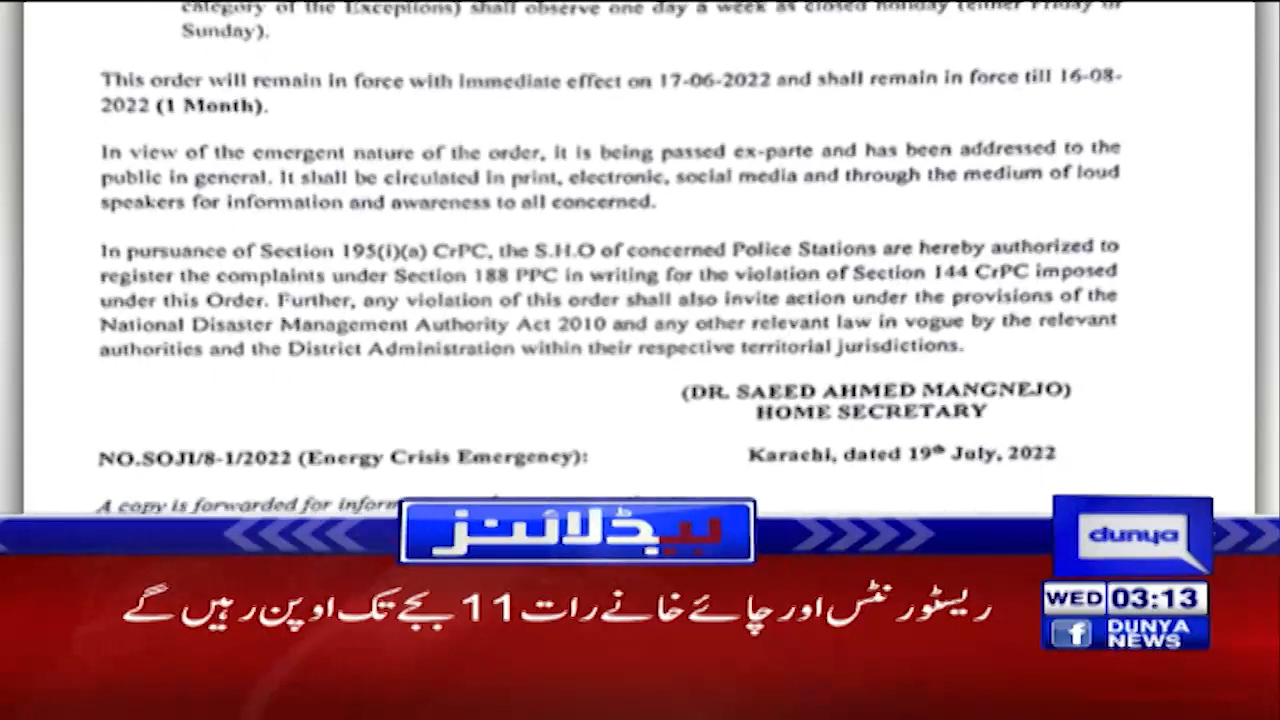 category of the Exceptions) shall observe one day a week as closed holiday (either Friday or
Sunday).
This order will remain in force with immediate effect on 17-06-2022 and shall remain in force till 16-08-
2022 (1 Month).
In view of the emergent nature of the order, it is being passed ex-parte and has been addressed to the
public in general. It shall be circulated in print, electronic, social media and through the medium of loud
speakers for information and awareness to all concerned.
In pursuance of Section 195(i)(a) CrPC, the S.H.O of concerned Police Stations are hereby authorized to
register the complaints under Section 188 PPC in writing for the violation of Section 144 CrPC imposed
under this Order. Further, any violation of this order shall also invite action under the provisions of the
National Disaster Management Authority Act 2010 and any other relevant law in vogue by the relevant
authorities and the District Administration within their respective territorial jurisdictions.
(DR. SAEED AHMED MANGNEJO)
HOME SECRETARY
NO.SOJI/8-1/2022 (Energy Crisis Emergency):
Karachi, dated 19th July, 2022
A copy is forwarded for
ہیڈلائنز
dunya
ریسٹورنٹس اور چائے خانے رات 11 بجے تک اوپن رہیں گے
WED 03:13
DUNYA
NEWS